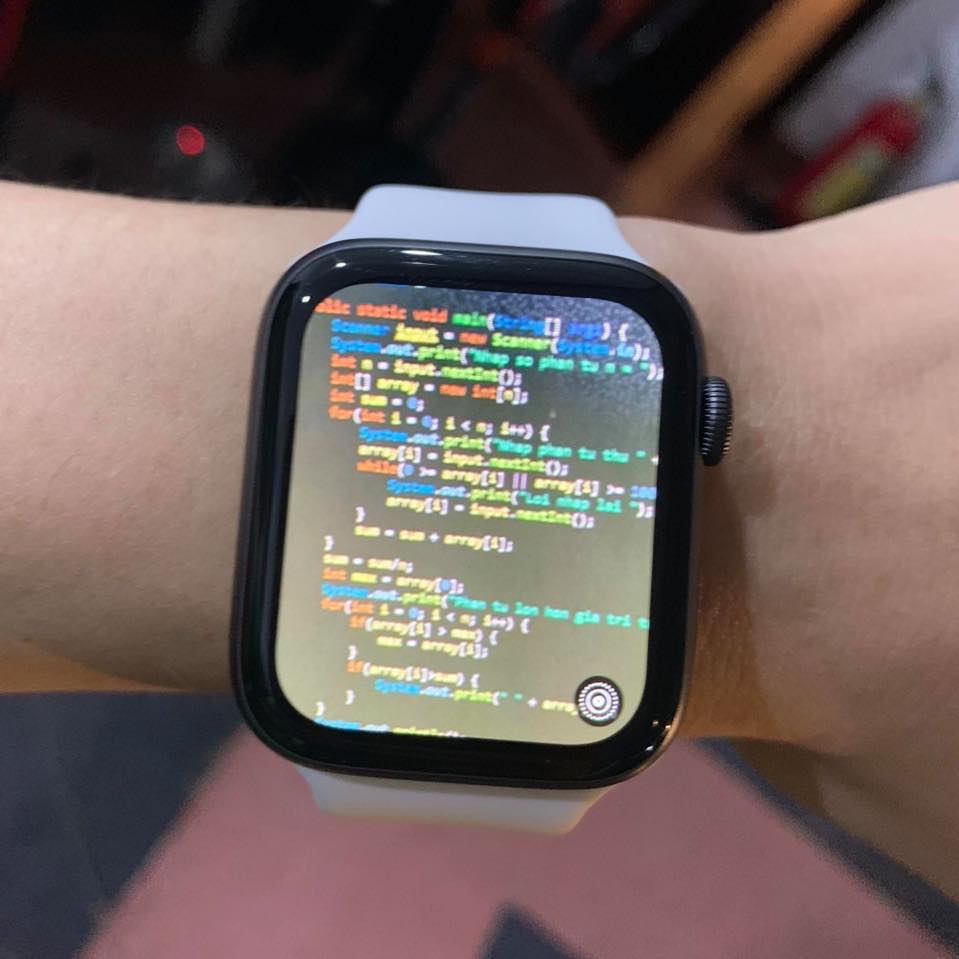 blic static void main(String[] args) {
Scanner input = new Scanner(System.in);
System.out.print("Nhap so phan tu n = ");
int n = input.nextInt();
int[] array = new int[n];
int sum = 0;
for(int i = 0; i < n; i++) {
System.out.print("Nhap phan tu thu " +
array[i] = input.nextInt();
while(0 >= array[i] || array[i] >= 100
System.out.print("Loi nhap lai ");
array[i] = input.nextInt();
}
sum = sum + array[i];
}
sum = sum/n;
int max = array[0];
System.out.print("Phan tu lon hon gia tri t
for(int i = 0; i < n; i++) {
if(array[i] > max) {
max = array[i];
}
if(array[i]>sum) {
System.out.print(" " + array
}
}